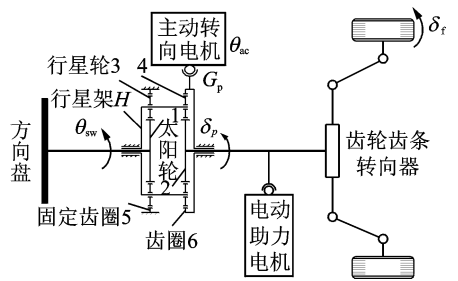 主动转
向电机
θac
δf
行星轮3
4
Gp
行星架H
1
θsw
太
阳
轮
δp
方
向
盘
齿轮齿条
转向器
2
固定齿圈5
齿圈6
电动
助力
电机